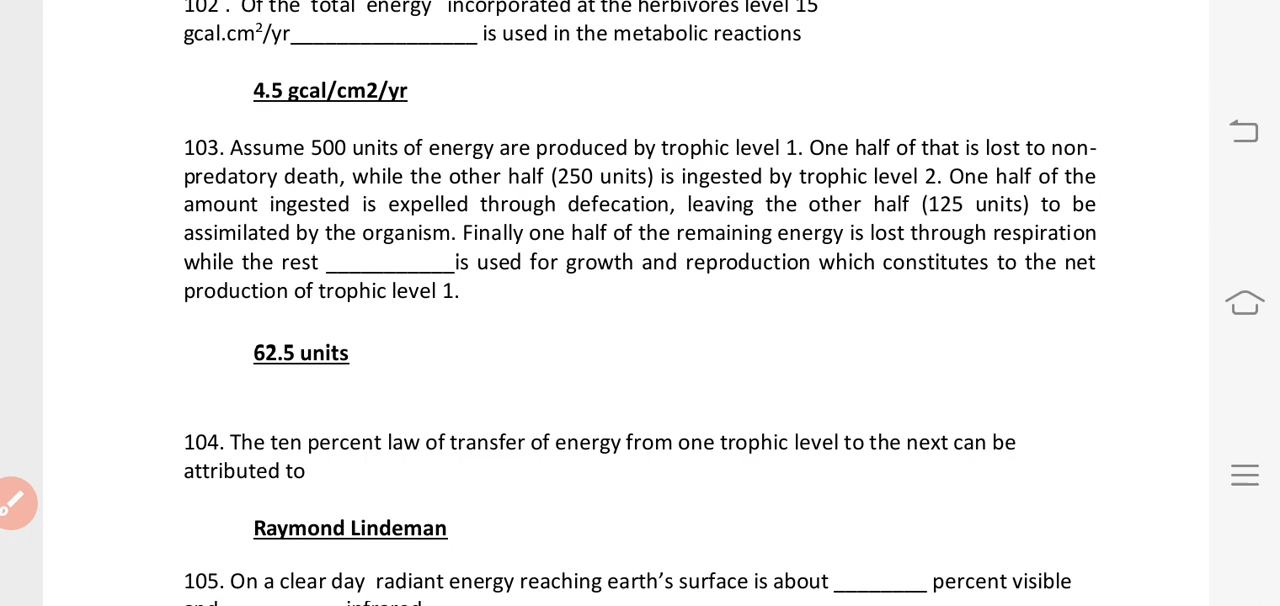 102 . Of the total energy incorporated at the herbivores level 15
gcal.cm²/yr________________ is used in the metabolic reactions
4.5 gcal/cm2/yr
103. Assume 500 units of energy are produced by trophic level 1. One half of that is lost to non-
predatory death, while the other half (250 units) is ingested by trophic level 2. One half of the
amount ingested is expelled through defecation, leaving the other half (125 units) to be
assimilated by the organism. Finally one half of the remaining energy is lost through respiration
while the rest ___________is used for growth and reproduction which constitutes to the net
production of trophic level 1.
62.5 units
104. The ten percent law of transfer of energy from one trophic level to the next can be
attributed to
Raymond Lindeman
105. On a clear day radiant energy reaching earth's surface is about ________ percent visible
and ________ infrared